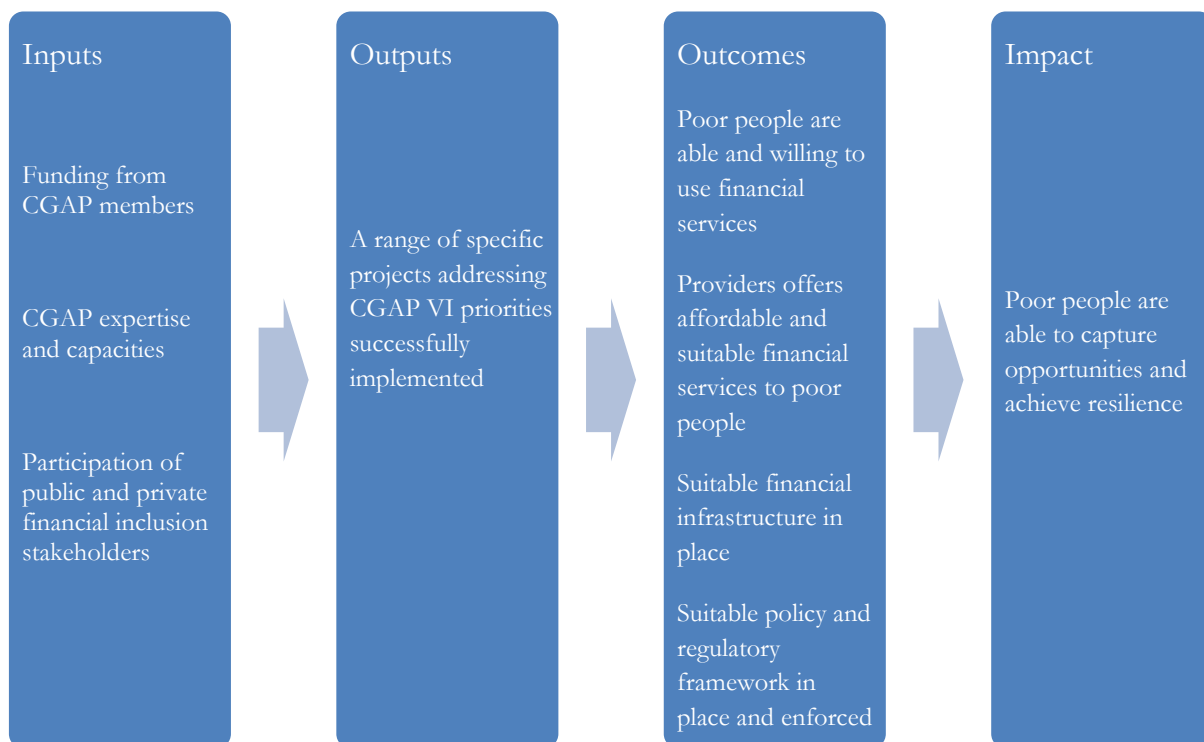 Inputs
Funding from
CGAP members
CGAP expertise
and capacities
Participation of
public and private
financial inclusion
stakeholders
Outputs
A range of specific
projects addressing
CGAP VI priorities
successfully
implemented
Outcomes
Poor people are
able and willing to
use financial
services
Providers offers
affordable and
suitable financial
services to poor
people
Suitable financial
infrastructure in
place
Suitable policy and
regulatory
framework in
place and enforced
Impact
Poor people are
able to capture
opportunities and
achieve resilience